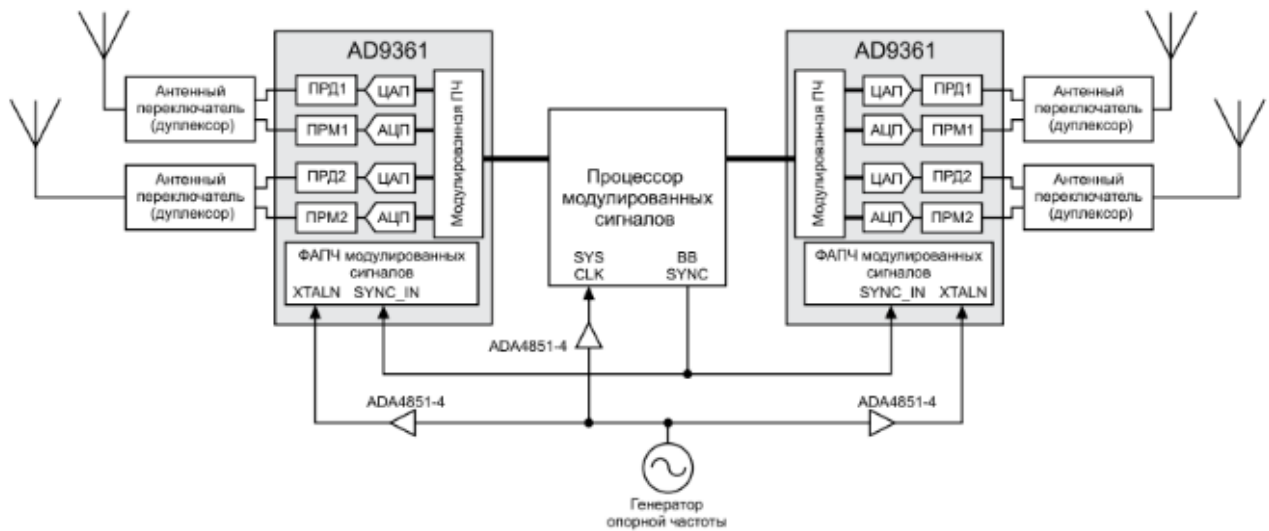 AD9361
Антенный
переключатель
(дуплексор)
ПРД1
ЦАП
ПРМ1
АЦП
Антенный
переключатель
(дуплексор)
ПРД2
ЦАП
ПРМ2
АЦП
Модулированная ПЧ
ФАПЧ модулированных
сигналов
XTALN
SYNC_IN
Процессор
модулированных
сигналов
SYS
CLK
BB
SYNC
AD9361
Модулированная ПЧ
ЦАП
ПРД1
АЦП
ПРМ1
ЦАП
ПРД2
АЦП
ПРМ2
Антенный
переключатель
(дуплексор)
Антенный
переключатель
(дуплексор)
ФАПЧ модулированных
сигналов
SYNC_IN
XTALN
ADA4851-4
ADA4851-4
ADA4851-4
Генератор
опорной частоты